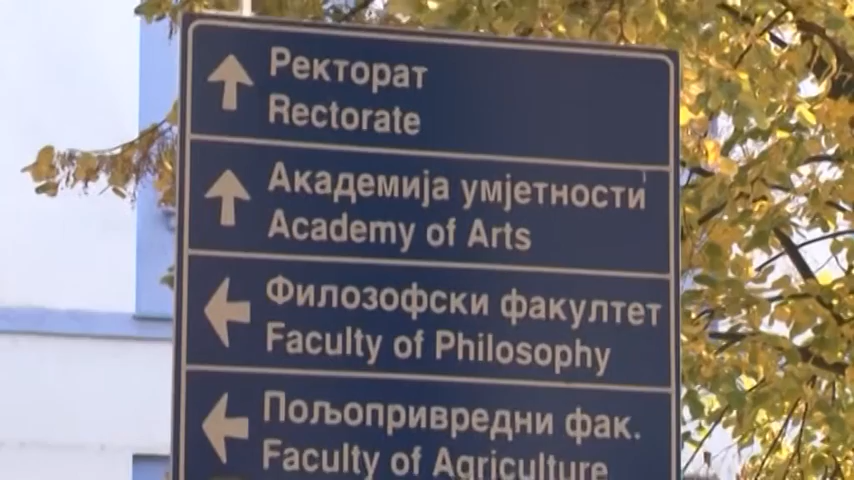 Ректорат
Rectorate
Академија умјетности
Academy of Arts
Филозофски факултет
Faculty of Philosophy
Пољопривредни фак.
Faculty of Agriculture